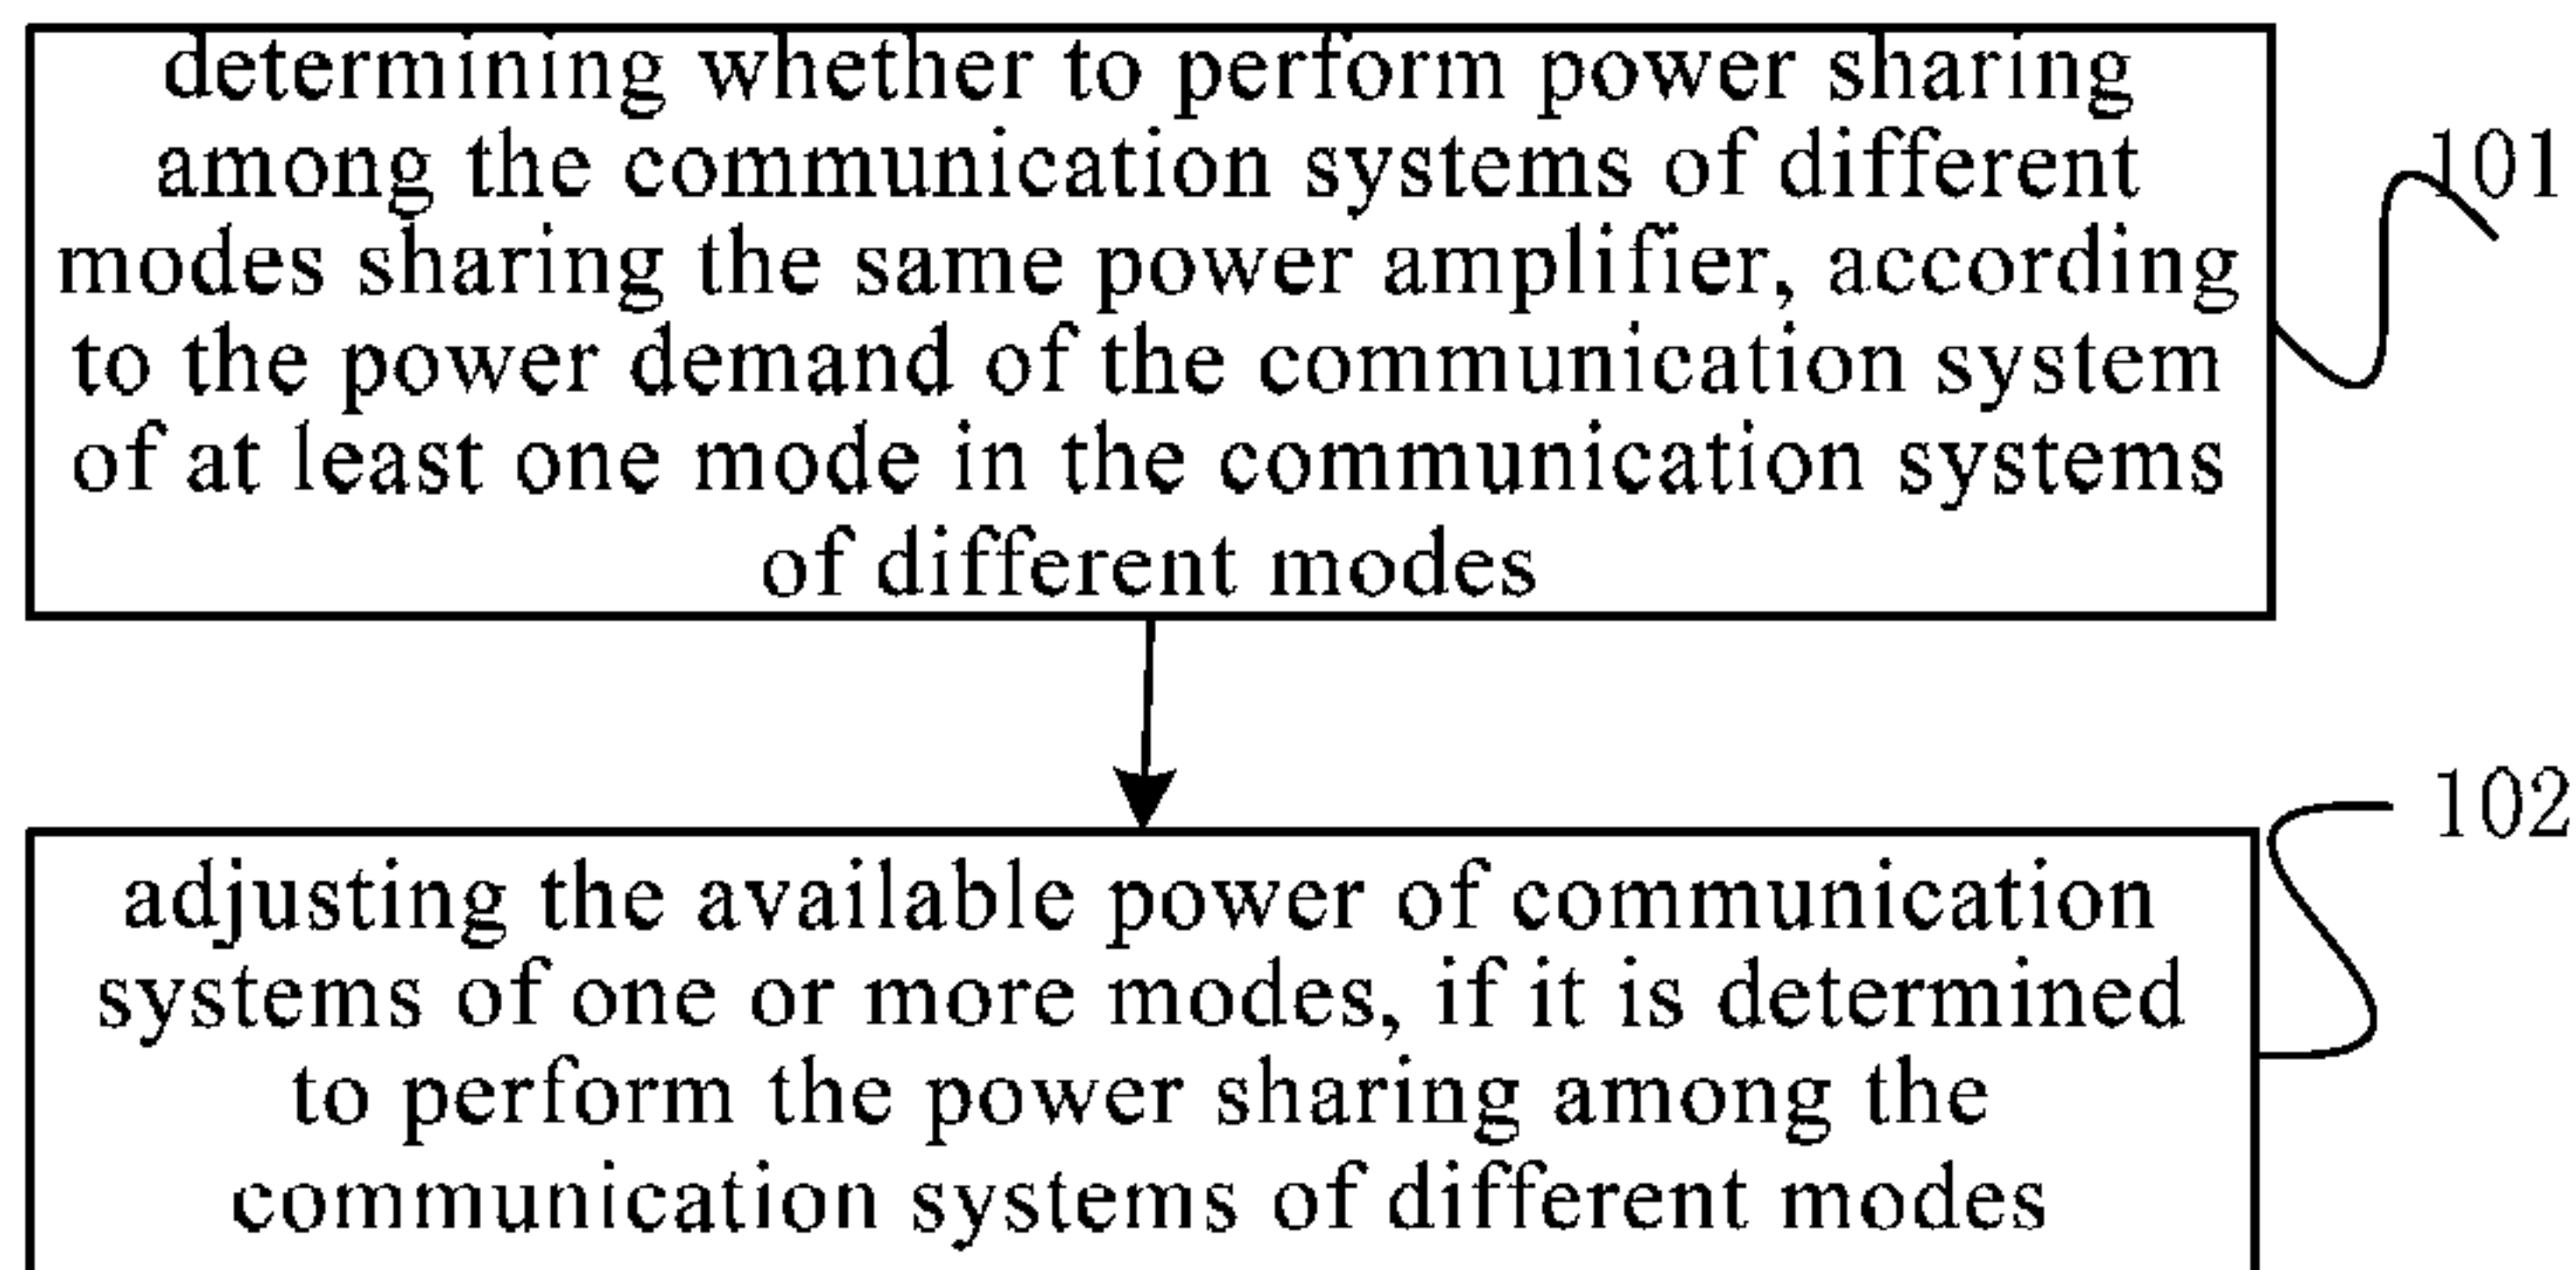 determining whether to perform power sharing
among the communication systems of different
modes sharing the same power amplifier, according
to the power demand of the communication system
of at least one mode in the communication systems
of different modes
101
102
adjusting the available power of communication
systems of one or more modes, if it is determined
to perform the power sharing among the
communication systems of different modes